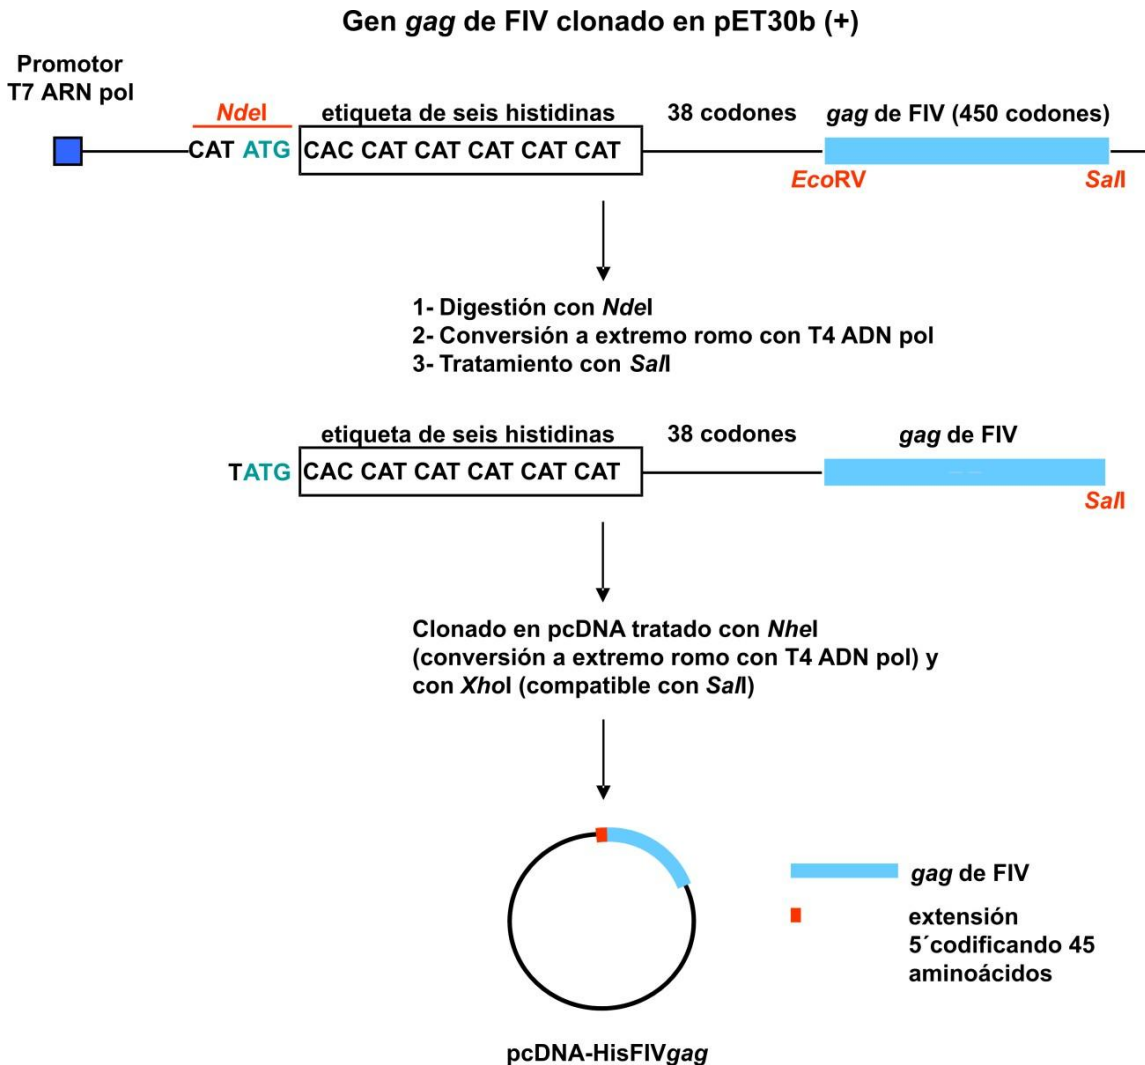 Gen gag de FIV clonado en pET30b (+)
Promotor
T7 ARN pol
NdeI
etiqueta de seis histidinas
38 codones
gag de FIV (450 codones)
CAT ATG CAC CAT CAT CAT CAT CAT
EcoRV
SalI
1- Digestión con NdeI
2- Conversión a extremo romo con T4 ADN pol
3- Tratamiento con SalI
etiqueta de seis histidinas
38 codones
gag de FIV
TATG CAC CAT CAT CAT CAT CAT
SalI
Clonado en pcDNA tratado con NheI
(conversión a extremo romo con T4 ADN pol) y
con XhoI (compatible con SalI)
gag de FIV
extensión
5´codificando 45
aminoácidos
pcDNA-HisFIVgag